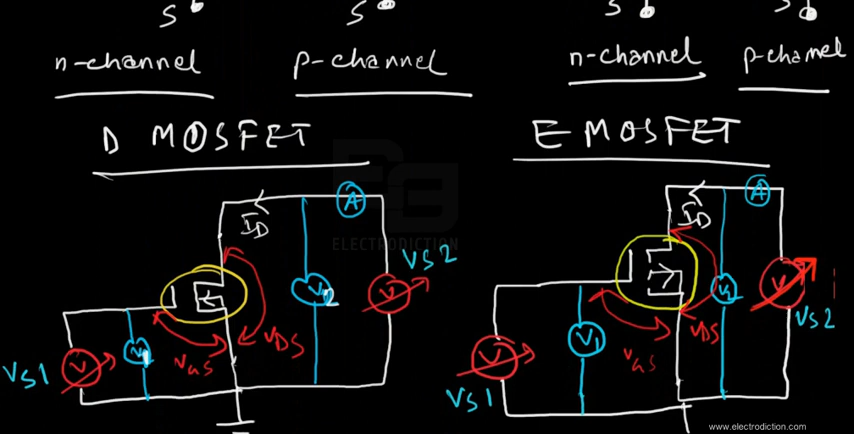 S S S S
n-channel p-channel n-channel p-channel
D MOSFET E-MOSFET
A A
ID ID
ELECTRODICTION
VS2
V2 V V2 V
VS2
VDS VDS
V1 V1
VS1 V VGS V VGS
VS1
www.electrodiction.com